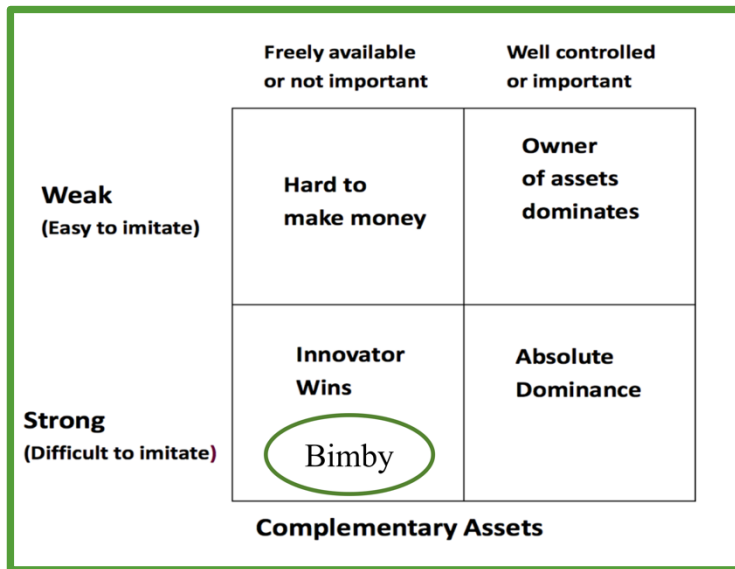 Freely available
or not important
Well controlled
or important
Weak
(Easy to imitate)
Hard to
make money
Owner
of assets
dominates
Strong
(Difficult to imitate)
Innovator
Wins
Bimby
Absolute
Dominance
Complementary Assets